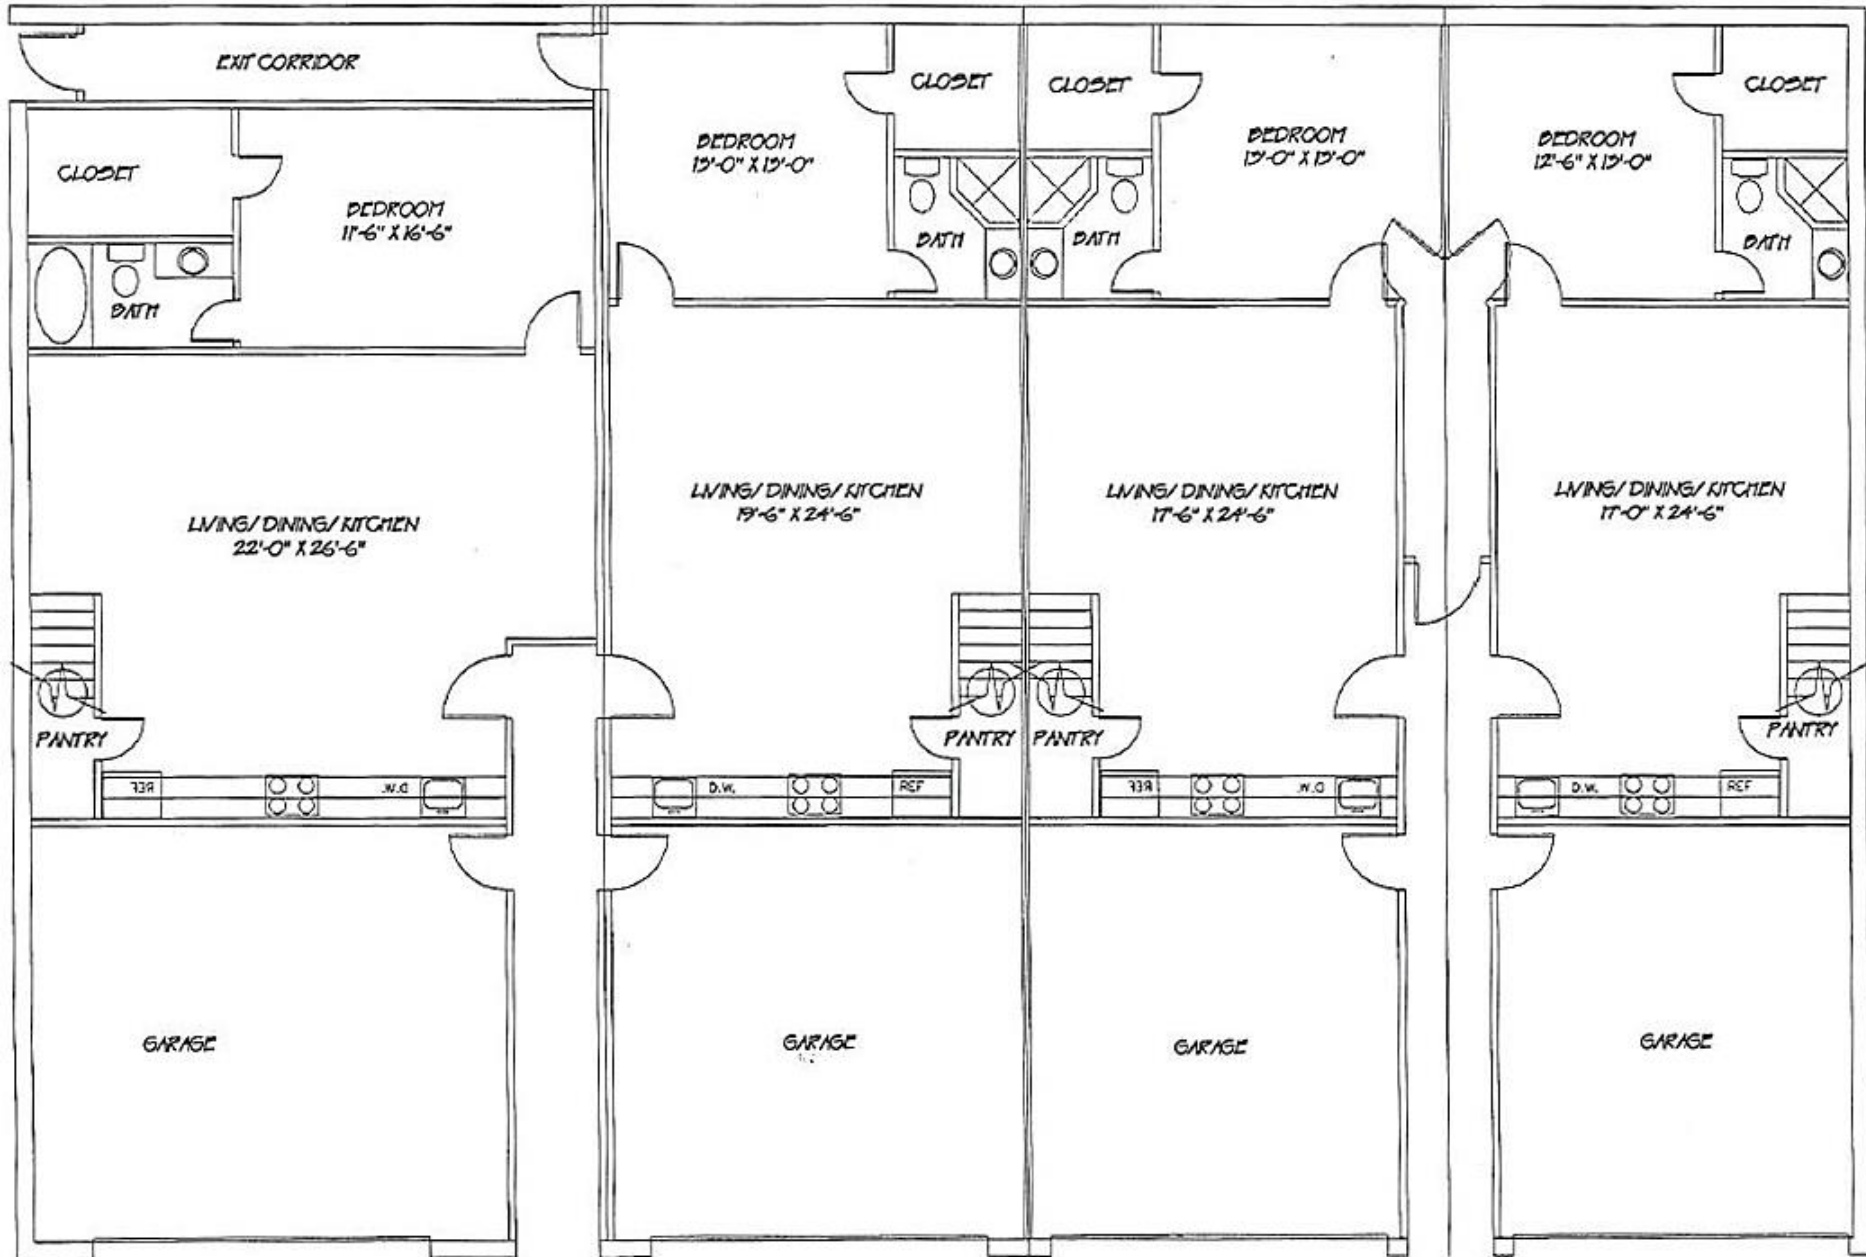 EXIT CORRIDOR
CLOSET
BEDROOM
11'-6" X 16'-6"
BATH
LIVING/ DINING/ KITCHEN
22'-0" X 26'-6"
PANTRY
REF
D.W.
GARAGE
BEDROOM
13'-0" X 13'-0"
CLOSET
BATH
LIVING/ DINING/ KITCHEN
19'-6" X 24'-6"
PANTRY
D.W.
REF
GARAGE
CLOSET
BEDROOM
13'-0" X 13'-0"
BATH
LIVING/ DINING/ KITCHEN
17'-6" X 24'-6"
PANTRY
REF
D.W.
GARAGE
BEDROOM
12'-6" X 13'-0"
CLOSET
BATH
LIVING/ DINING/ KITCHEN
17'-0" X 24'-6"
PANTRY
D.W.
REF
GARAGE